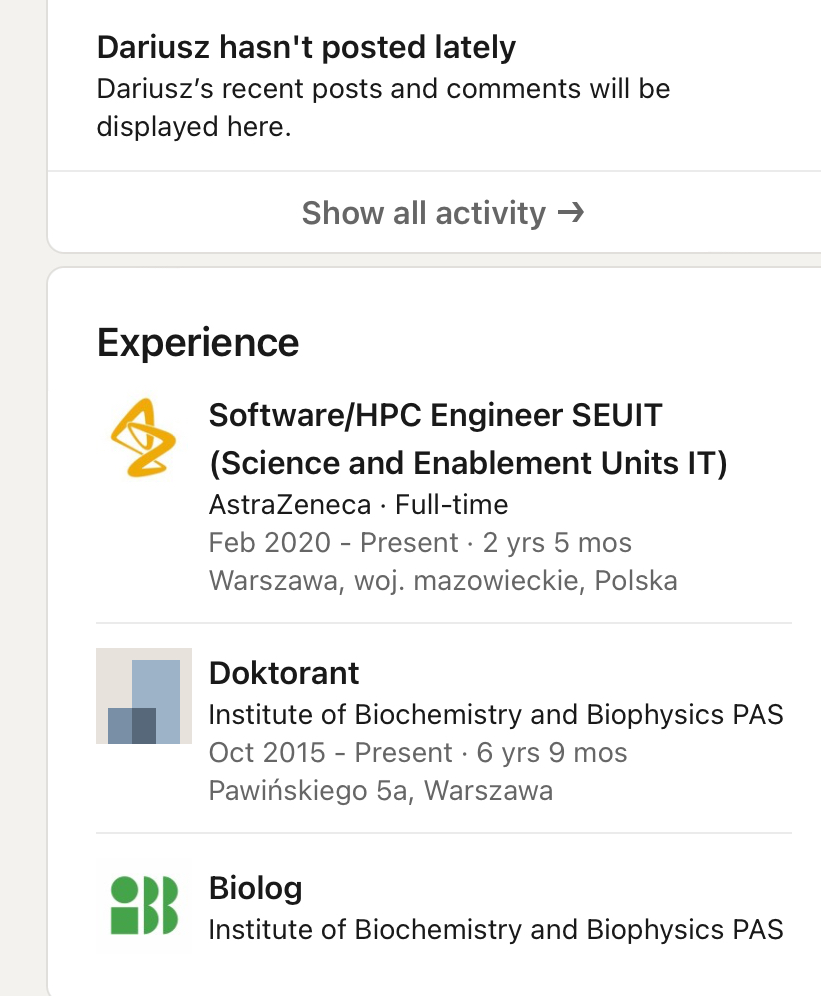 Dariusz hasn't posted lately
Dariusz’s recent posts and comments will be
displayed here.
Show all activity →
Experience
Software/HPC Engineer SEUIT
(Science and Enablement Units IT)
AstraZeneca · Full-time
Feb 2020 - Present · 2 yrs 5 mos
Warszawa, woj. mazowieckie, Polska
Doktorant
Institute of Biochemistry and Biophysics PAS
Oct 2015 - Present · 6 yrs 9 mos
Pawińskiego 5a, Warszawa
Biolog
Institute of Biochemistry and Biophysics PAS